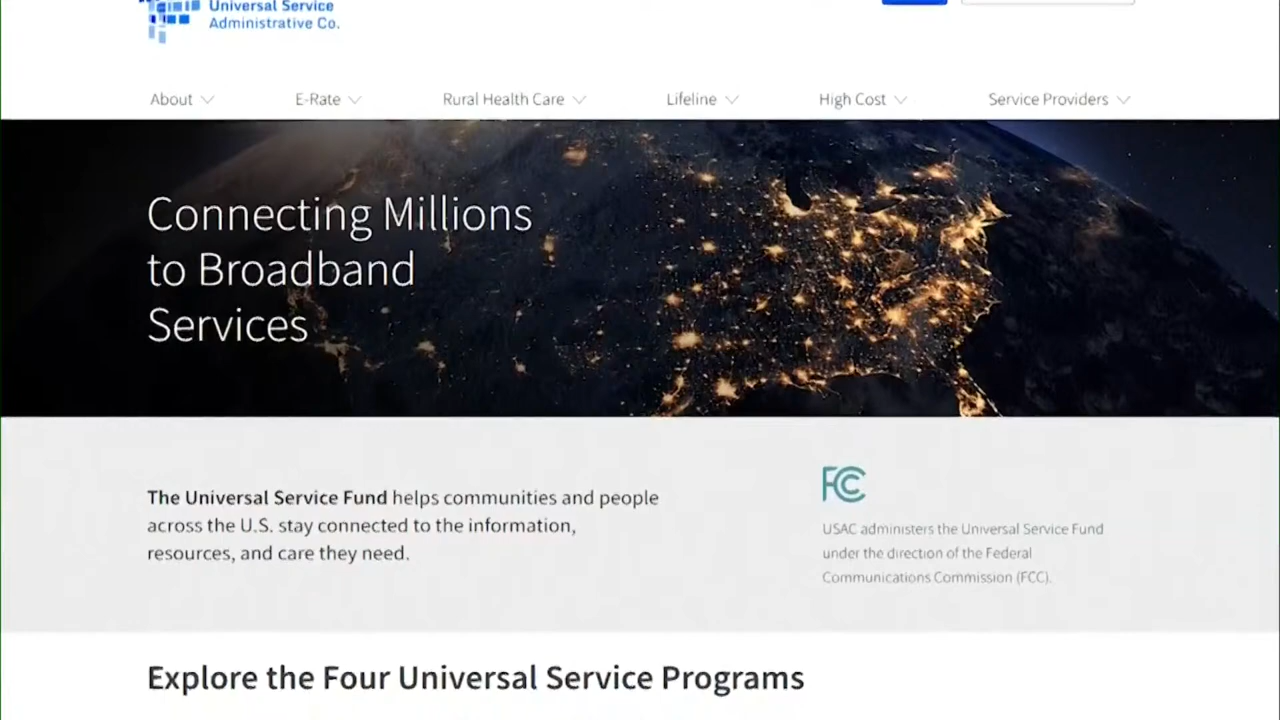 Universal Service
Administrative Co.
About
E-Rate
Rural Health Care
Lifeline
High Cost
Service Providers
Connecting Millions
to Broadband
Services
The Universal Service Fund helps communities and people
across the U.S. stay connected to the information,
resources, and care they need.
FCC
USAC administers the Universal Service Fund
under the direction of the Federal
Communications Commission (FCC).
Explore the Four Universal Service Programs